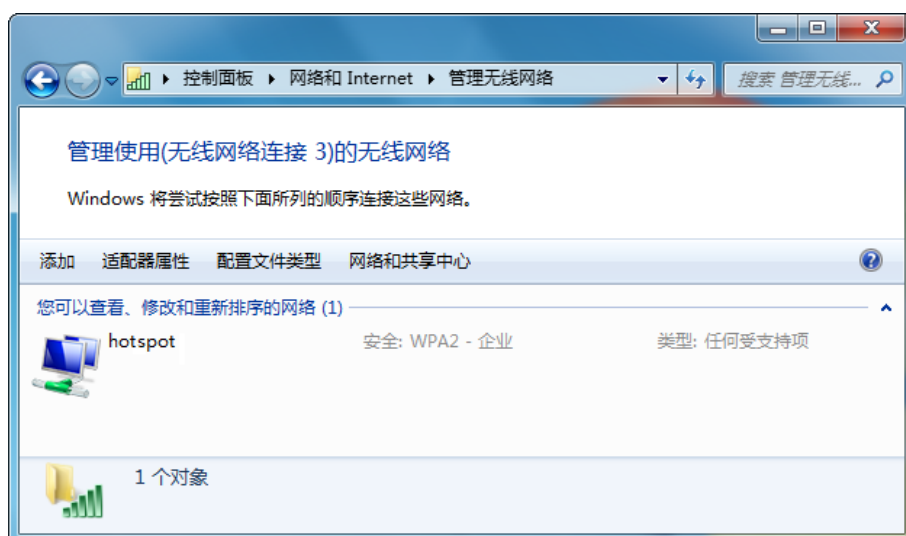 控制面板 ▸ 网络和 Internet ▸ 管理无线网络
搜索 管理无线...
管理使用(无线网络连接 3)的无线网络
Windows 将尝试按照下面所列的顺序连接这些网络。
添加 适配器属性 配置文件类型 网络和共享中心
您可以查看、修改和重新排序的网络 (1)
hotspot 安全: WPA2 - 企业 类型: 任何受支持项
1 个对象